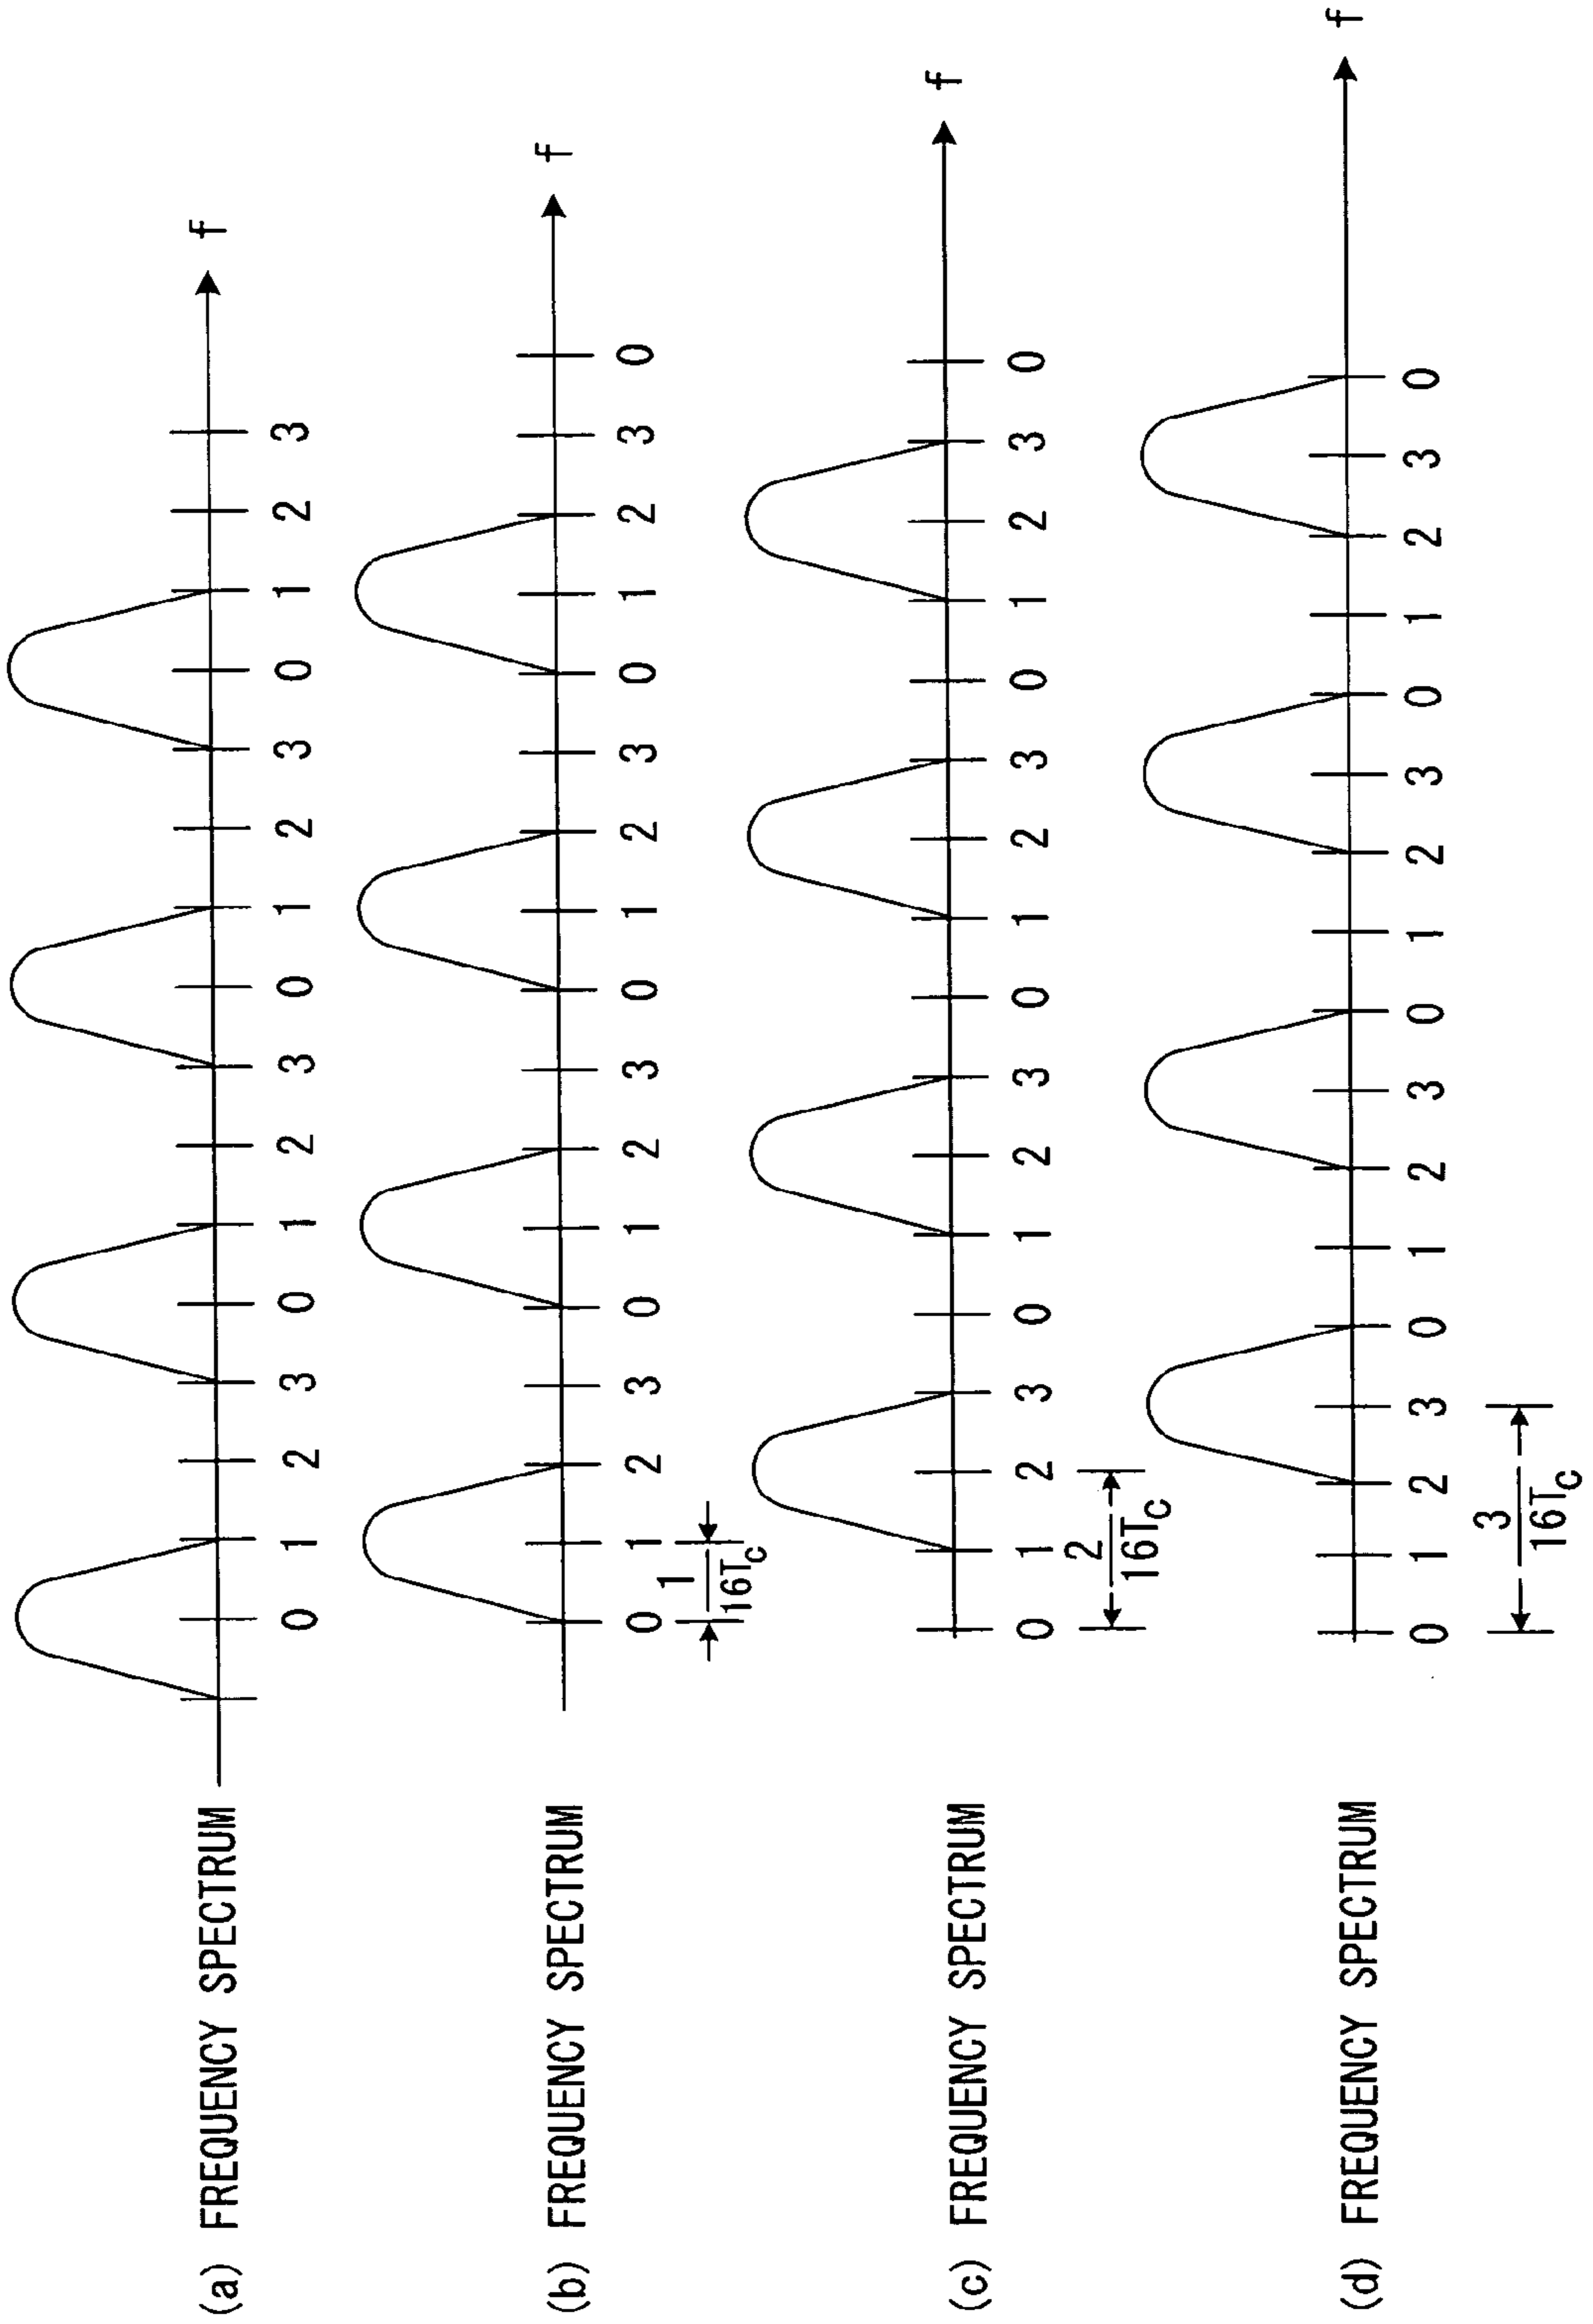 (a) FREQUENCY SPECTRUM
f
0 1 2 3 0 1 2 3 0 1 2 3 0 1 2 3
(b) FREQUENCY SPECTRUM
f
0 1 2 3 0 1 2 3 0 1 2 3 0 1 2 3 0
1
16Tc
(c) FREQUENCY SPECTRUM
f
0 1 2 3 0 1 2 3 0 1 2 3 0 1 2 3 0
2
16Tc
(d) FREQUENCY SPECTRUM
f
0 1 2 3 0 1 2 3 0 1 2 3 0 1 2 3 0
3
16Tc